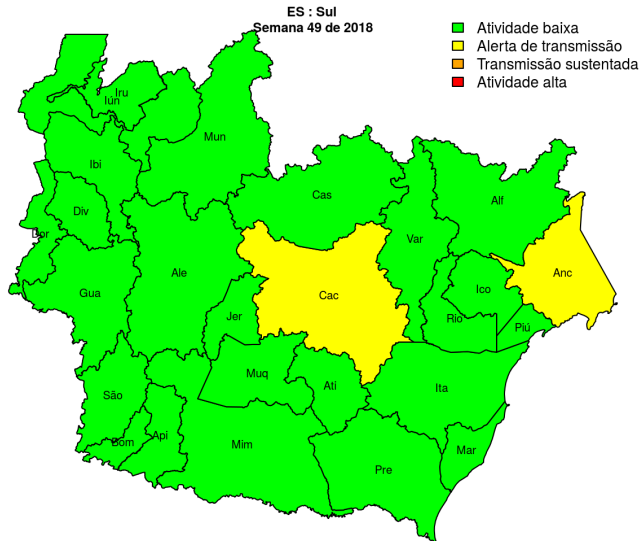 ES : Sul
Semana 49 de 2018
Atividade baixa
Alerta de transmissão
Transmissão sustentada
Atividade alta
Iru
Iún
Mun
Ibi
Cas
Alf
Div
Dor
Var
Ale
Anc
Gua
Cac
Ico
Jer
Rio
Piú
Muq
Ati
Ita
São
Api
Bom
Mim
Mar
Pre